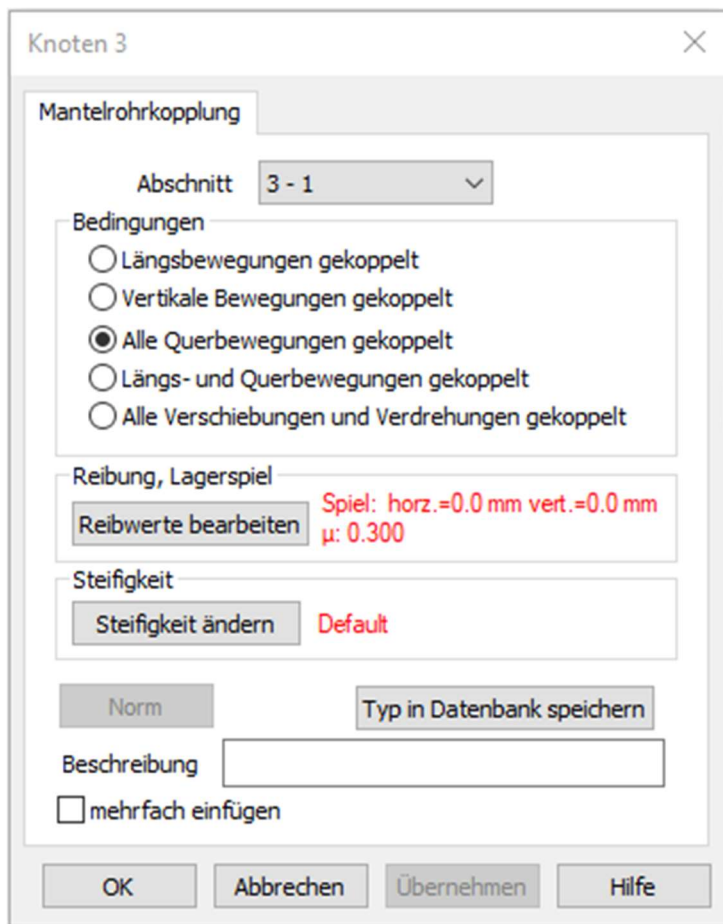 Knoten 3
Mantelrohrkopplung
Abschnitt 3 - 1
Bedingungen
Längsbewegungen gekoppelt
Vertikale Bewegungen gekoppelt
Alle Querbewegungen gekoppelt
Längs- und Querbewegungen gekoppelt
Alle Verschiebungen und Verdrehungen gekoppelt
Reibung, Lagerspiel
Reibwerte bearbeiten
Spiel: horz.=0.0 mm vert.=0.0 mm
µ: 0.300
Steifigkeit
Steifigkeit ändern Default
Norm Typ in Datenbank speichern
Beschreibung
mehrfach einfügen
OK Abbrechen Übernehmen Hilfe